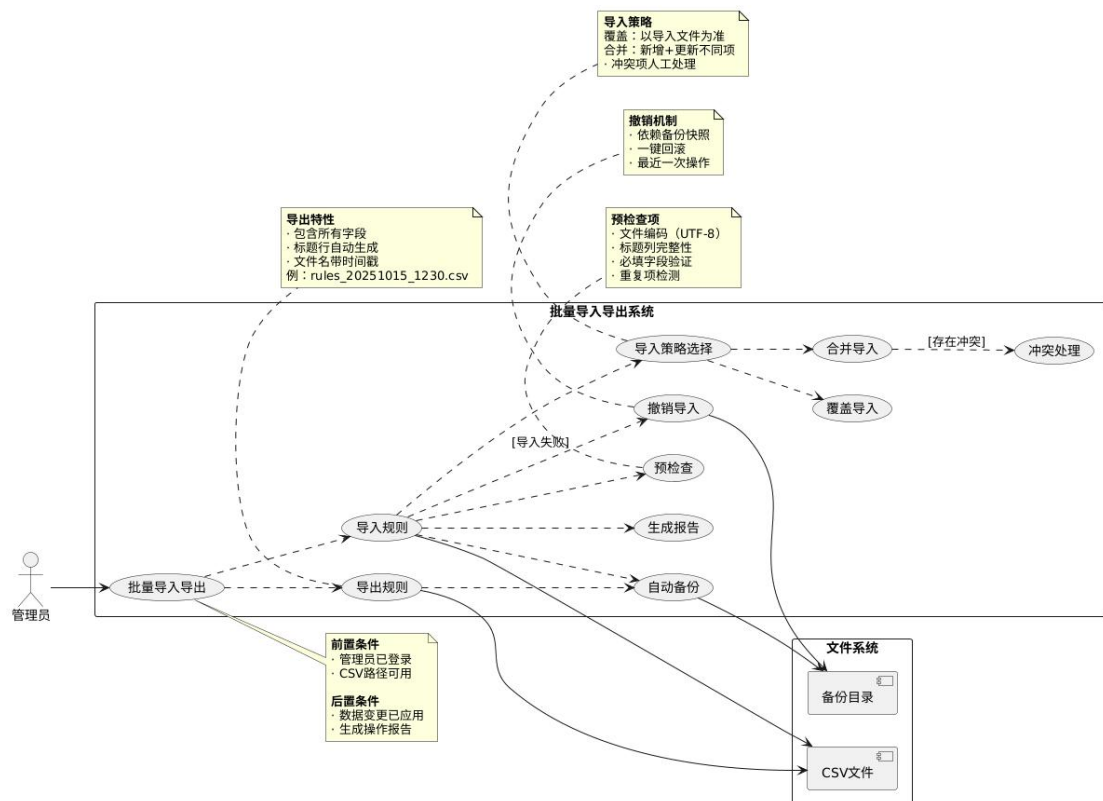 导入策略
覆盖：以导入文件为准
合并：新增+更新不同项
· 冲突项人工处理
撤销机制
· 依赖备份快照
· 一键回滚
· 最近一次操作
导出特性
· 包含所有字段
· 标题行自动生成
· 文件名带时间戳
例：rules_20251015_1230.csv
预检查项
· 文件编码（UTF-8）
· 标题列完整性
· 必填字段验证
· 重复项检测
批量导入导出系统
导入策略选择
合并导入
[存在冲突]
冲突处理
撤销导入
覆盖导入
[导入失败]
预检查
导入规则
生成报告
管理员
批量导入导出
导出规则
自动备份
前置条件
· 管理员已登录
· CSV路径可用
后置条件
· 数据变更已应用
· 生成操作报告
文件系统
备份目录
CSV文件